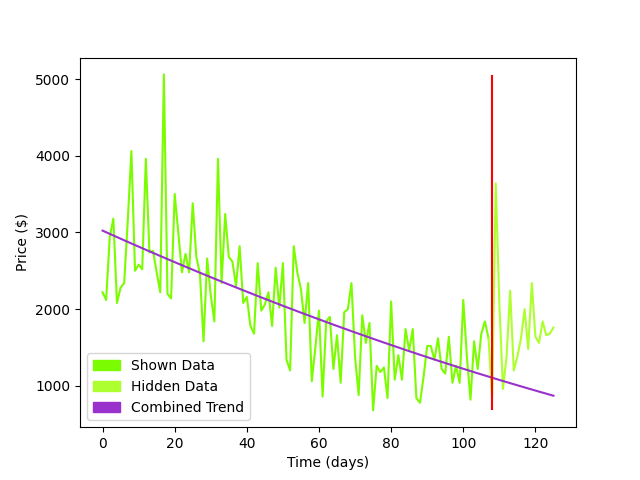 5000
4000
3000
2000
1000
Price ($)
Shown Data
Hidden Data
Combined Trend
0 20 40 60 80 100 120
Time (days)